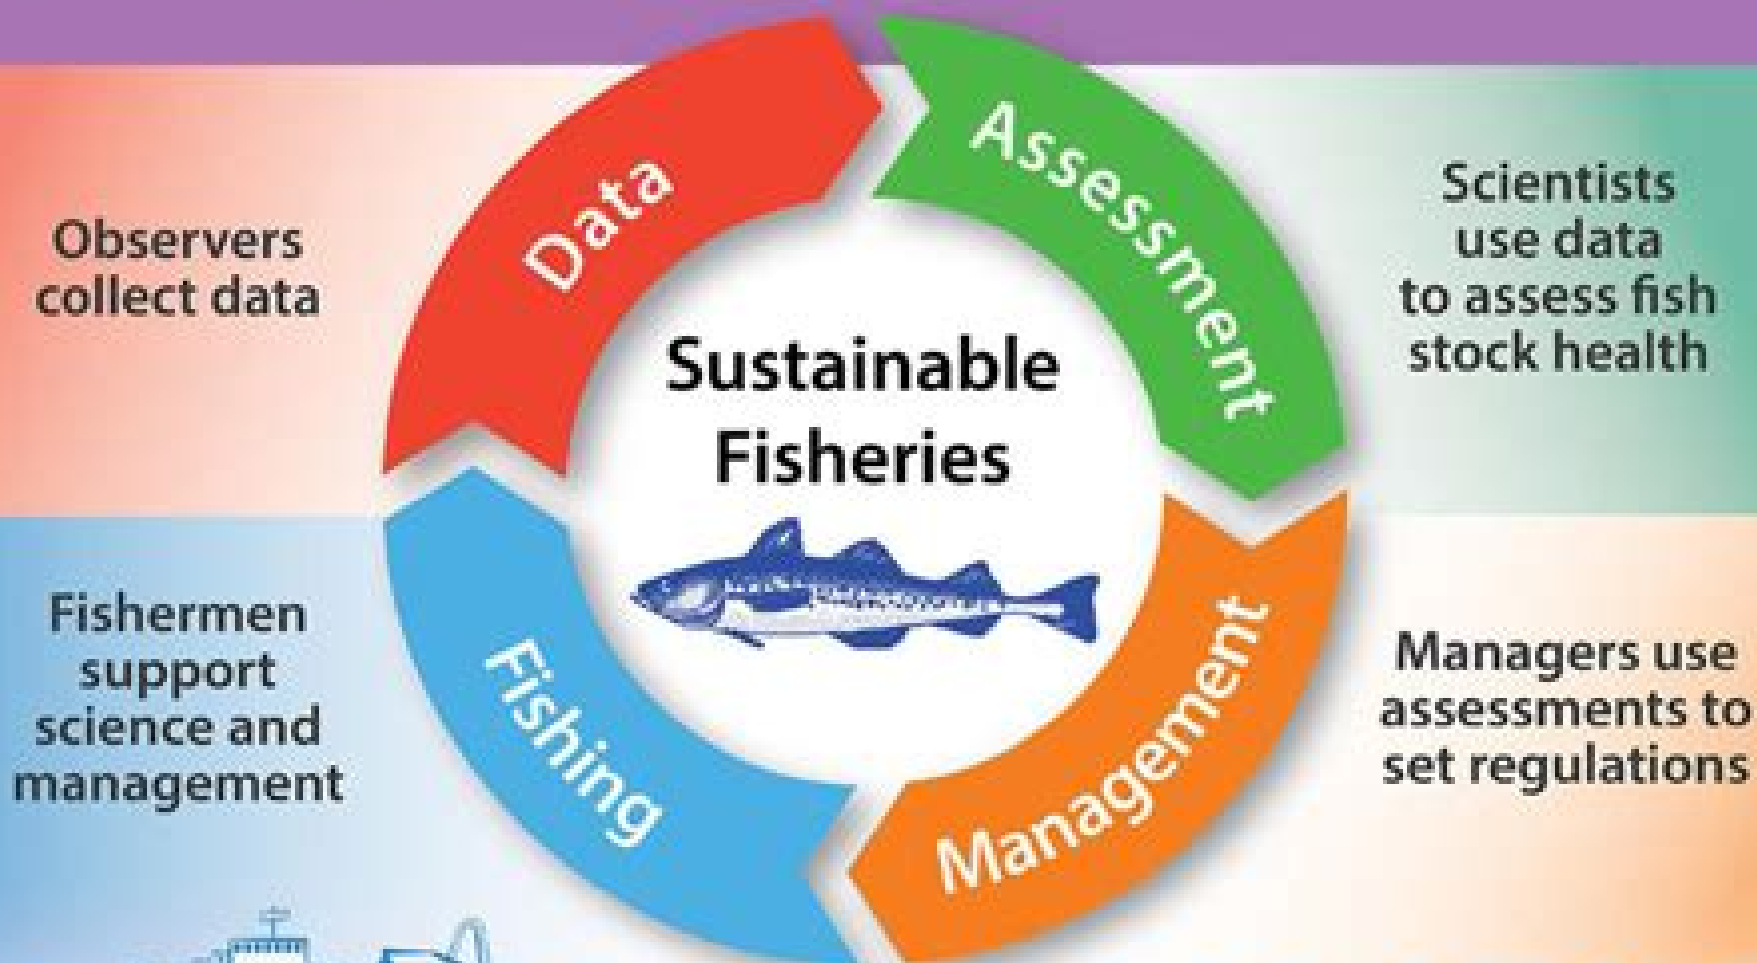 Data
Assessment
Observers
collect data
Scientists
use data
to assess fish
stock health
Sustainable
Fisheries
Fishermen
support
science and
management
Fishing
Management
Managers use
assessments to
set regulations